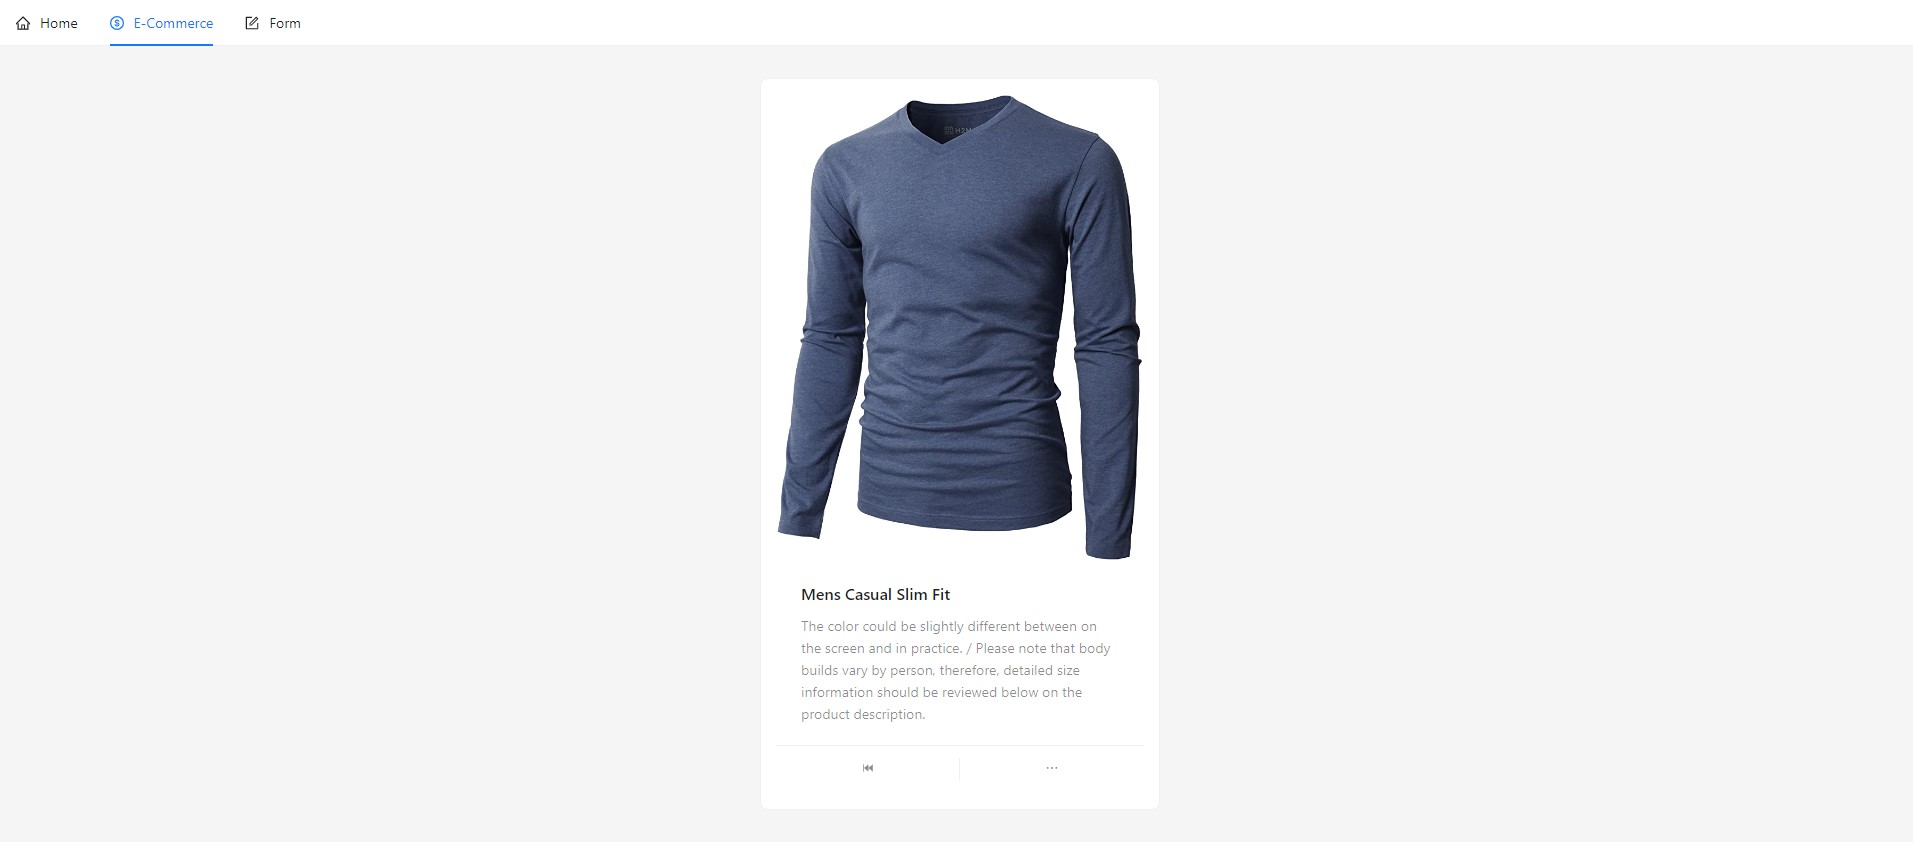 Home
E-Commerce
Form
H2H
Mens Casual Slim Fit
The color could be slightly different between on
the screen and in practice. / Please note that body
builds vary by person, therefore, detailed size
information should be reviewed below on the
product description.